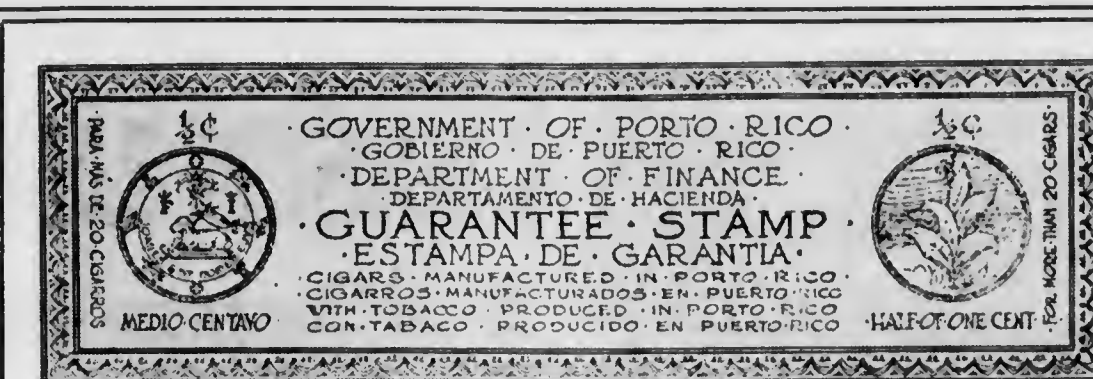 PARA·MÁS·DE·20·CIGARROS
½ ¢
MEDIO·CENTAVO
·GOVERNMENT·OF·PORTO·RICO·
·GOBIERNO·DE·PUERTO·RICO·
·DEPARTMENT·OF·FINANCE·
·DEPARTAMENTO·DE·HACIENDA·
·GUARANTEE·STAMP·
·ESTAMPA·DE·GARANTIA·
·CIGARS·MANUFACTURED·IN·PORTO·RICO·
·CIGARROS·MANUFACTURADOS·EN·PUERTO·RICO
WITH·TOBACCO·PRODUCED·IN·PORTO·RICO
CON·TABACO·PRODUCIDO·EN·PUERTO·RICO
½ ¢
·HALF·OF·ONE CENT·
FOR MORE THAN 20 CIGARS·